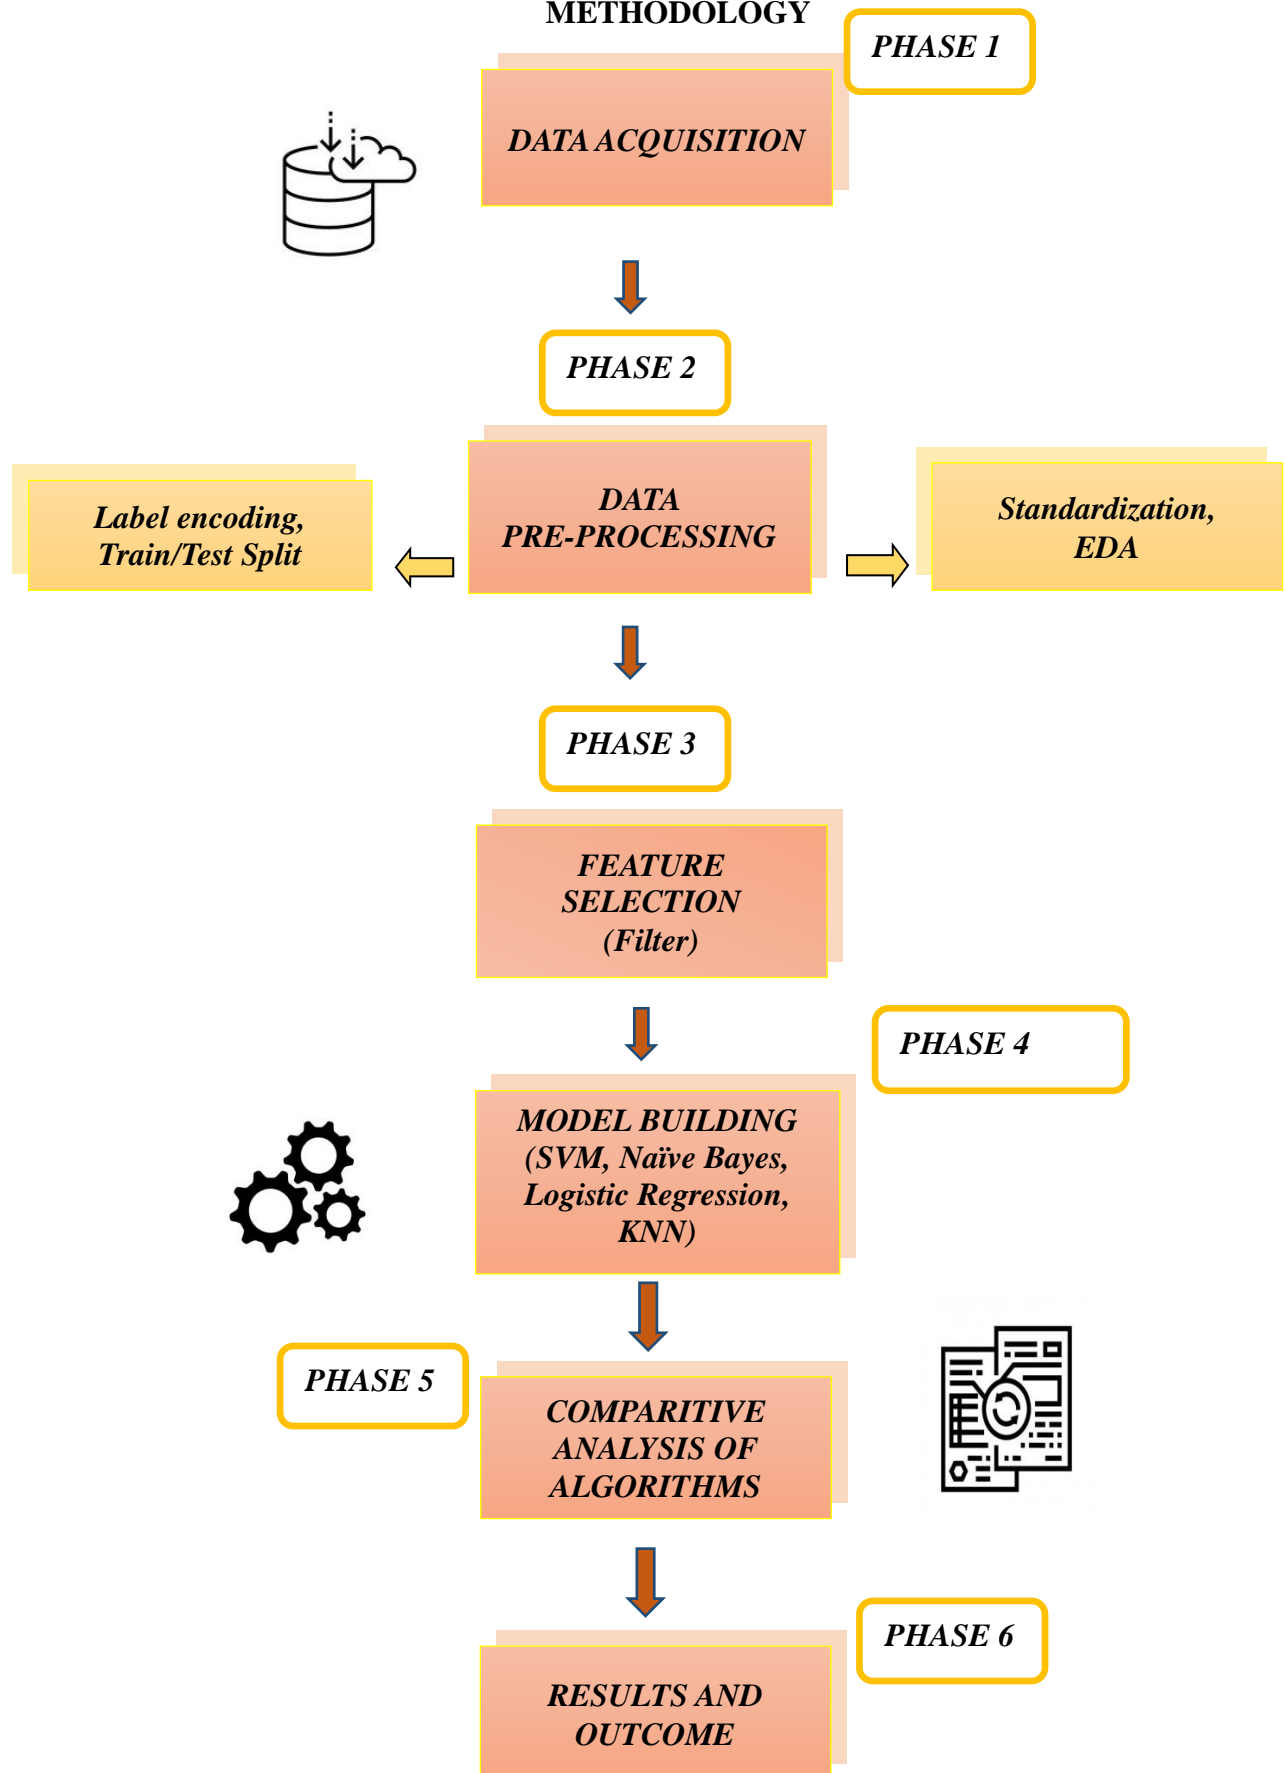 METHODOLOGY
PHASE 1
DATA ACQUISITION
PHASE 2
DATA
PRE-PROCESSING
Label encoding,
Train/Test Split
Standardization,
EDA
PHASE 3
FEATURE
SELECTION
(Filter)
PHASE 4
MODEL BUILDING
(SVM, Naïve Bayes,
Logistic Regression,
KNN)
PHASE 5
COMPARITIVE
ANALYSIS OF
ALGORITHMS
PHASE 6
RESULTS AND
OUTCOME